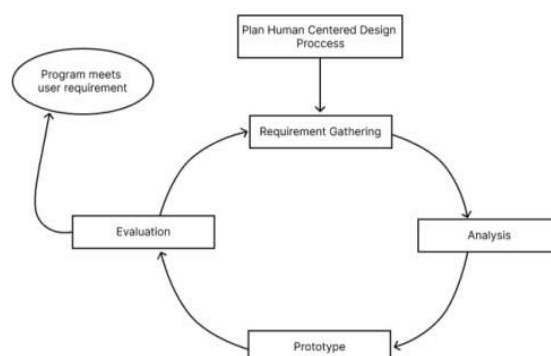 Plan Human Centered Design
Proccess
Program meets
user requirement
Requirement Gathering
Evaluation
Analysis
Prototype